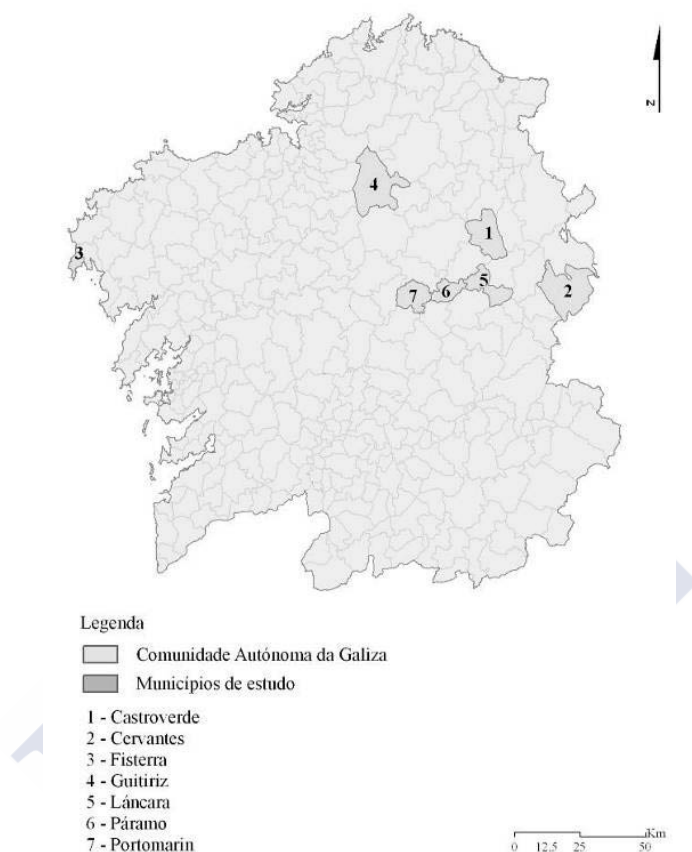 N
4
1
3
5
2
6
7
Legenda
Comunidade Autónoma da Galiza
Municípios de estudo
1 - Castroverde
2 - Cervantes
3 - Fisterra
4 - Guitiriz
5 - Láncara
6 - Páramo
7 - Portomarin
Km
0 12.5 25 50